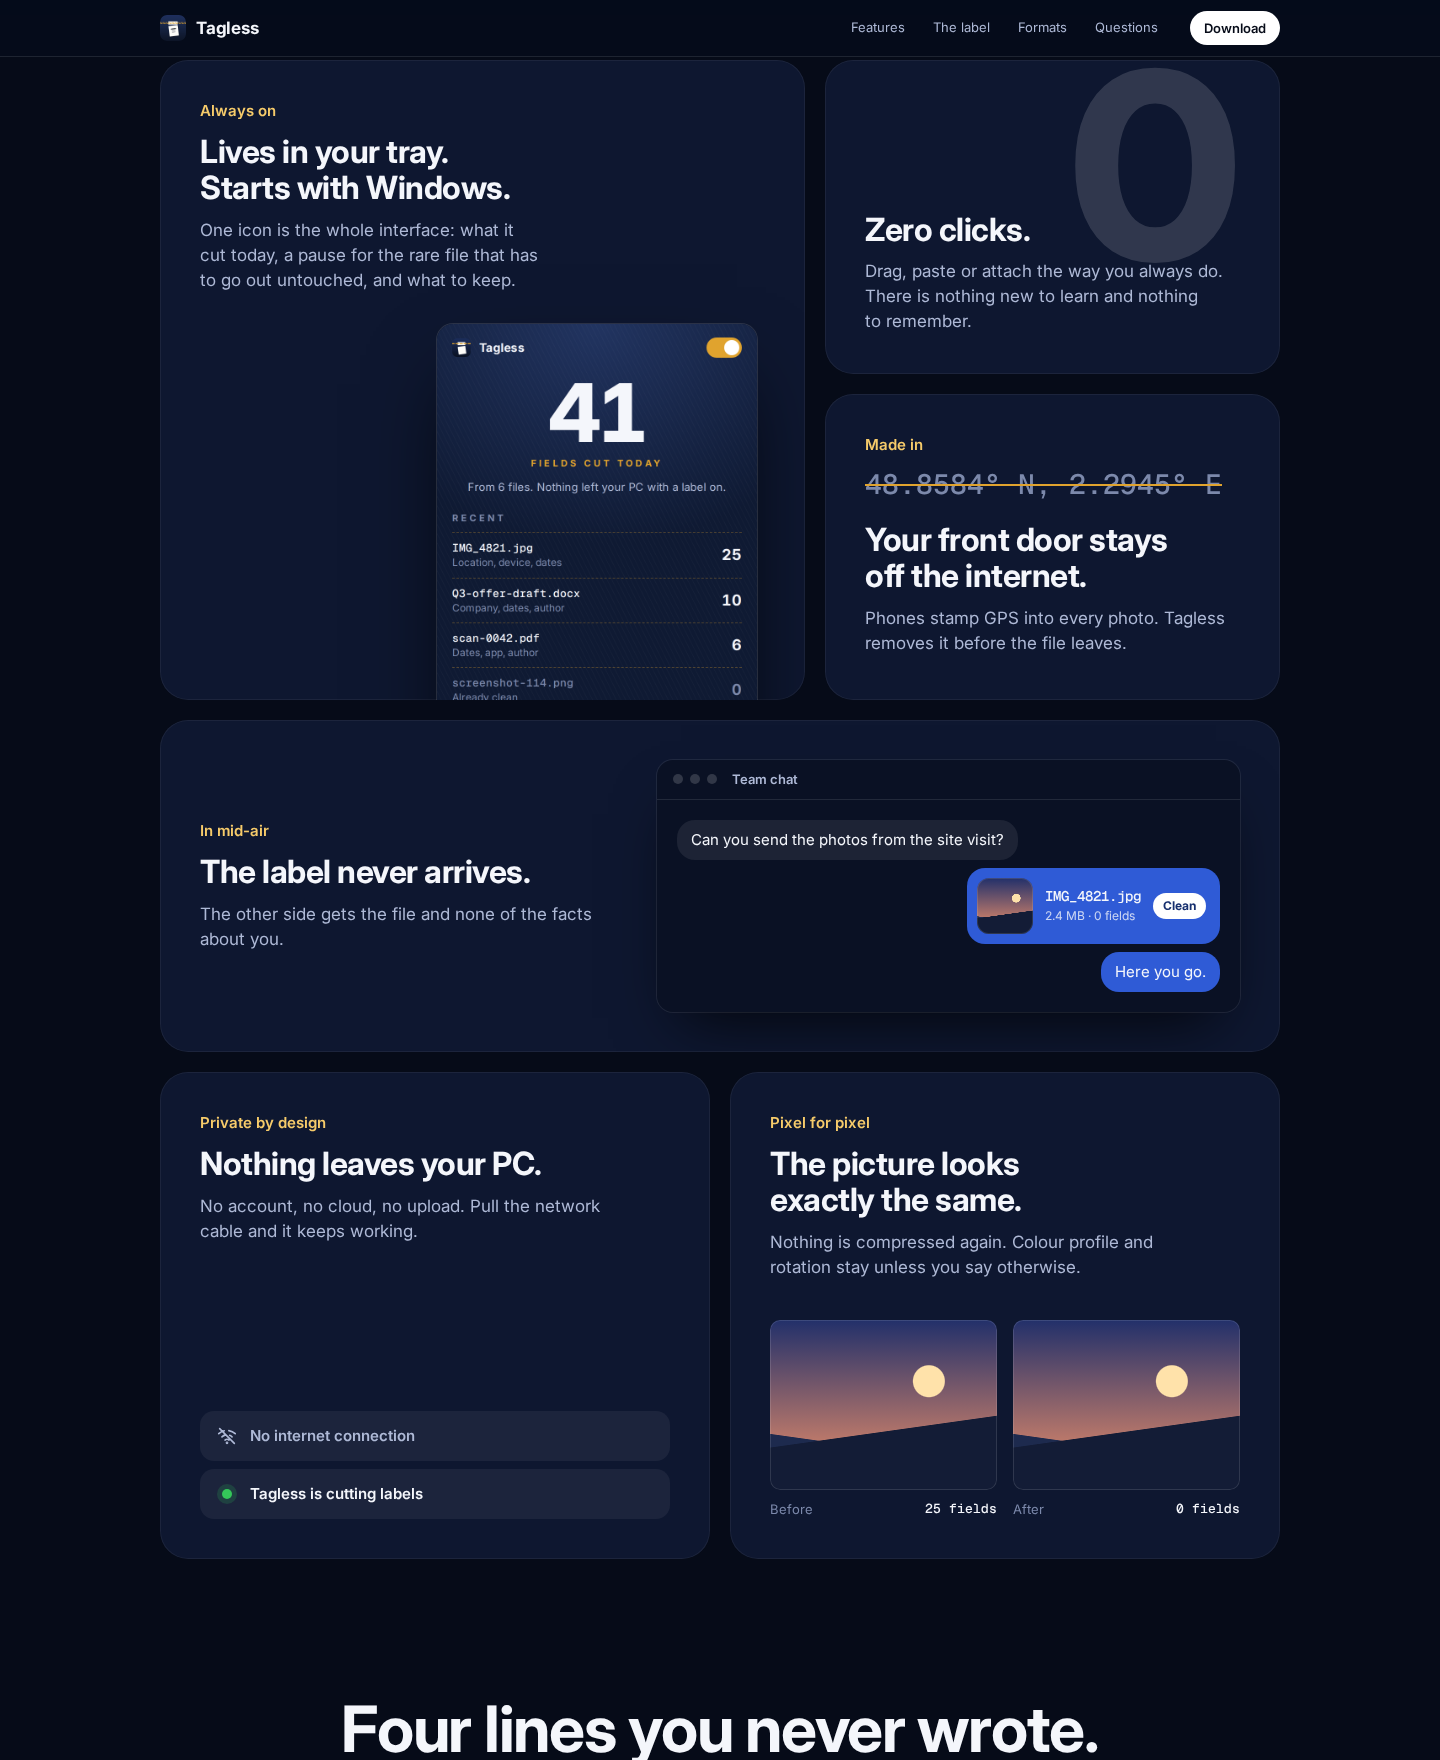 Tagless
Features
The label
Formats
Questions
Download
Always on
Lives in your tray.
Starts with Windows.
One icon is the whole interface: what it
cut today, a pause for the rare file that has
to go out untouched, and what to keep.
Tagless
41
FIELDS CUT TODAY
From 6 files. Nothing left your PC with a label on.
RECENT
IMG_4821.jpg
25
Location, device, dates
Q3-offer-draft.docx
10
Company, dates, author
scan-0042.pdf
6
Dates, app, author
screenshot-114.png
0
Already clean
0
Zero clicks.
Drag, paste or attach the way you always do.
There is nothing new to learn and nothing
to remember.
Made in
48.8584° N, 2.2945° E
Your front door stays
off the internet.
Phones stamp GPS into every photo. Tagless
removes it before the file leaves.
In mid-air
The label never arrives.
The other side gets the file and none of the facts
about you.
Team chat
Can you send the photos from the site visit?
IMG_4821.jpg
2.4 MB · 0 fields
Clean
Here you go.
Private by design
Nothing leaves your PC.
No account, no cloud, no upload. Pull the network
cable and it keeps working.
No internet connection
Tagless is cutting labels
Pixel for pixel
The picture looks
exactly the same.
Nothing is compressed again. Colour profile and
rotation stay unless you say otherwise.
Before
25 fields
After
0 fields
Four lines you never wrote.